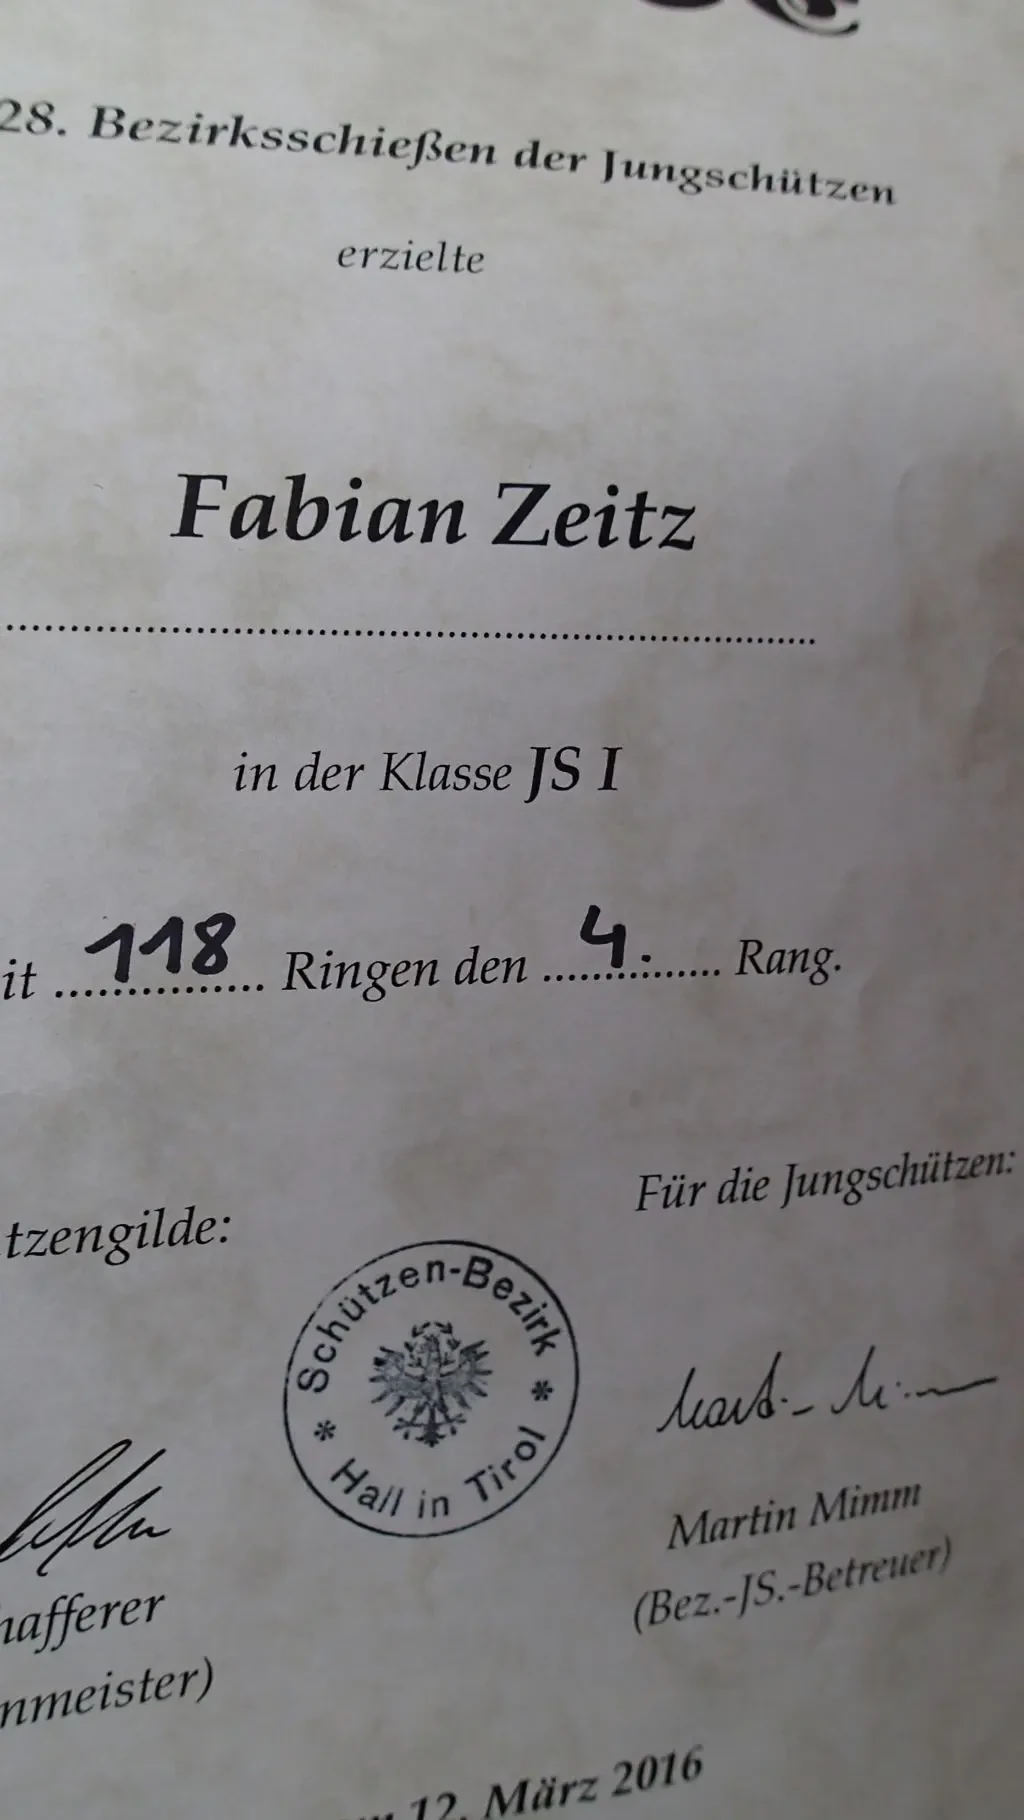 28. Bezirksschießen der Jungschützen
erzielte
Fabian Zeitz
in der Klasse JS I
it 118 Ringen den 4. Rang.
Für die Jungschützen:
tzengilde:
Schützen-Bezirk
* Hall in Tirol *
Martin Mimm
(Bez.-JS.-Betreuer)
hafferer
nmeister)
12. März 2016